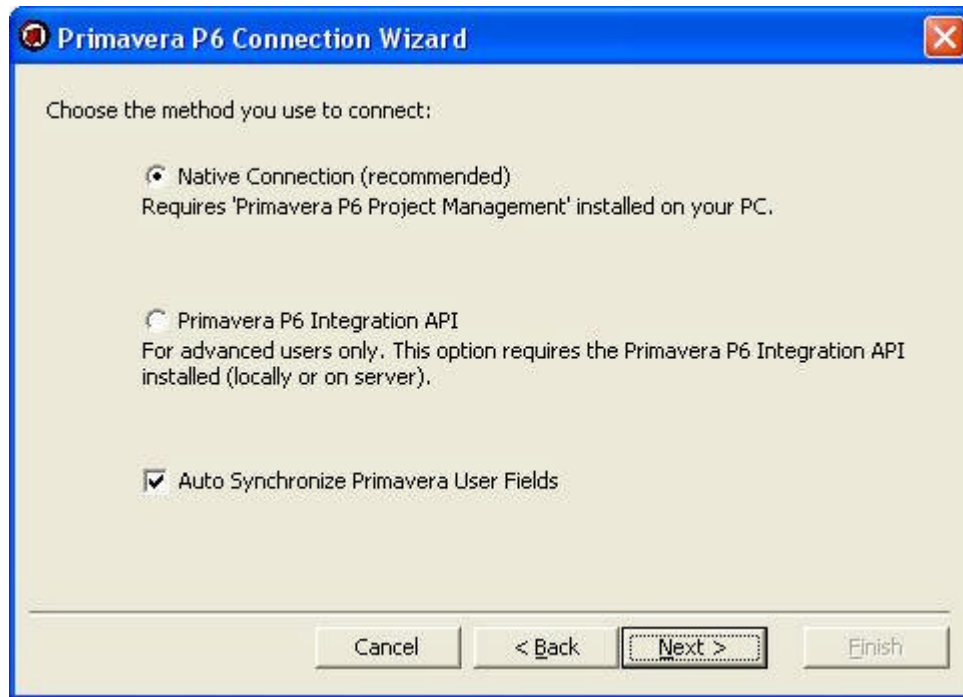 Primavera P6 Connection Wizard
Choose the method you use to connect:
Native Connection (recommended)
Requires 'Primavera P6 Project Management' installed on your PC.
Primavera P6 Integration API
For advanced users only. This option requires the Primavera P6 Integration API
installed (locally or on server).
Auto Synchronize Primavera User Fields
Cancel
< Back
Next >
Finish